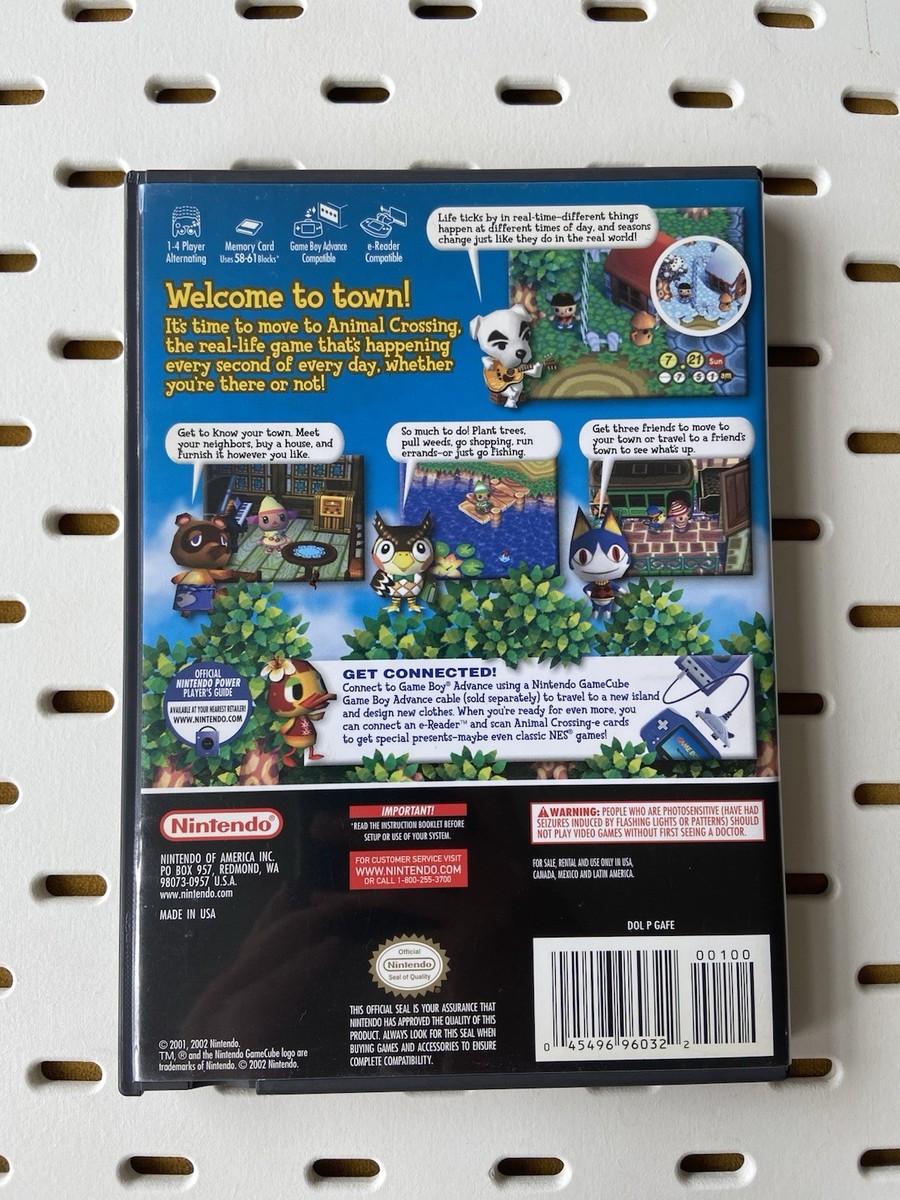 1-4 Player
Alternating
Memory Card
Uses 58-61 Blocks*
Game Boy Advance
Compatible
e-Reader
Compatible
Life ticks by in real-time–different things
happen at different times of day, and seasons
change just like they do in the real world!
Welcome to town!
It's time to move to Animal Crossing,
the real-life game that's happening
every second of every day, whether
you're there or not!
7 . 21 Sun
7 : 51 am
Get to know your town. Meet
your neighbors, buy a house, and
furnish it however you like.
So much to do! Plant trees,
pull weeds, go shopping, run
errands–or just go fishing.
Get three friends to move to
your town or travel to a friend's
town to see what's up.
OFFICIAL
NINTENDO POWER
PLAYER'S GUIDE
AVAILABLE AT YOUR NEAREST RETAILER!
WWW.NINTENDO.COM
GET CONNECTED!
Connect to Game Boy® Advance using a Nintendo GameCube
Game Boy Advance cable (sold separately) to travel to a new island
and design new clothes. When you're ready for even more, you
can connect an e-Reader™ and scan Animal Crossing-e cards
to get special presents–maybe even classic NES® games!
Nintendo®
NINTENDO OF AMERICA INC.
PO BOX 957, REDMOND, WA
98073-0957 U.S.A.
www.nintendo.com
MADE IN USA
IMPORTANT!
*READ THE INSTRUCTION BOOKLET BEFORE
SETUP OR USE OF YOUR SYSTEM.
FOR CUSTOMER SERVICE VISIT
WWW.NINTENDO.COM
OR CALL 1-800-255-3700
WARNING: PEOPLE WHO ARE PHOTOSENSITIVE (HAVE HAD
SEIZURES INDUCED BY FLASHING LIGHTS OR PATTERNS) SHOULD
NOT PLAY VIDEO GAMES WITHOUT FIRST SEEING A DOCTOR.
FOR SALE, RENTAL AND USE ONLY IN USA,
CANADA, MEXICO AND LATIN AMERICA.
DOL P GAFE
Official
Nintendo
Seal of Quality
THIS OFFICIAL SEAL IS YOUR ASSURANCE THAT
NINTENDO HAS APPROVED THE QUALITY OF THIS
PRODUCT. ALWAYS LOOK FOR THIS SEAL WHEN
BUYING GAMES AND ACCESSORIES TO ENSURE
COMPLETE COMPATIBILITY.
© 2001, 2002 Nintendo.
TM, ® and the Nintendo GameCube logo are
trademarks of Nintendo. © 2002 Nintendo.
00100
0 45496 96032 2